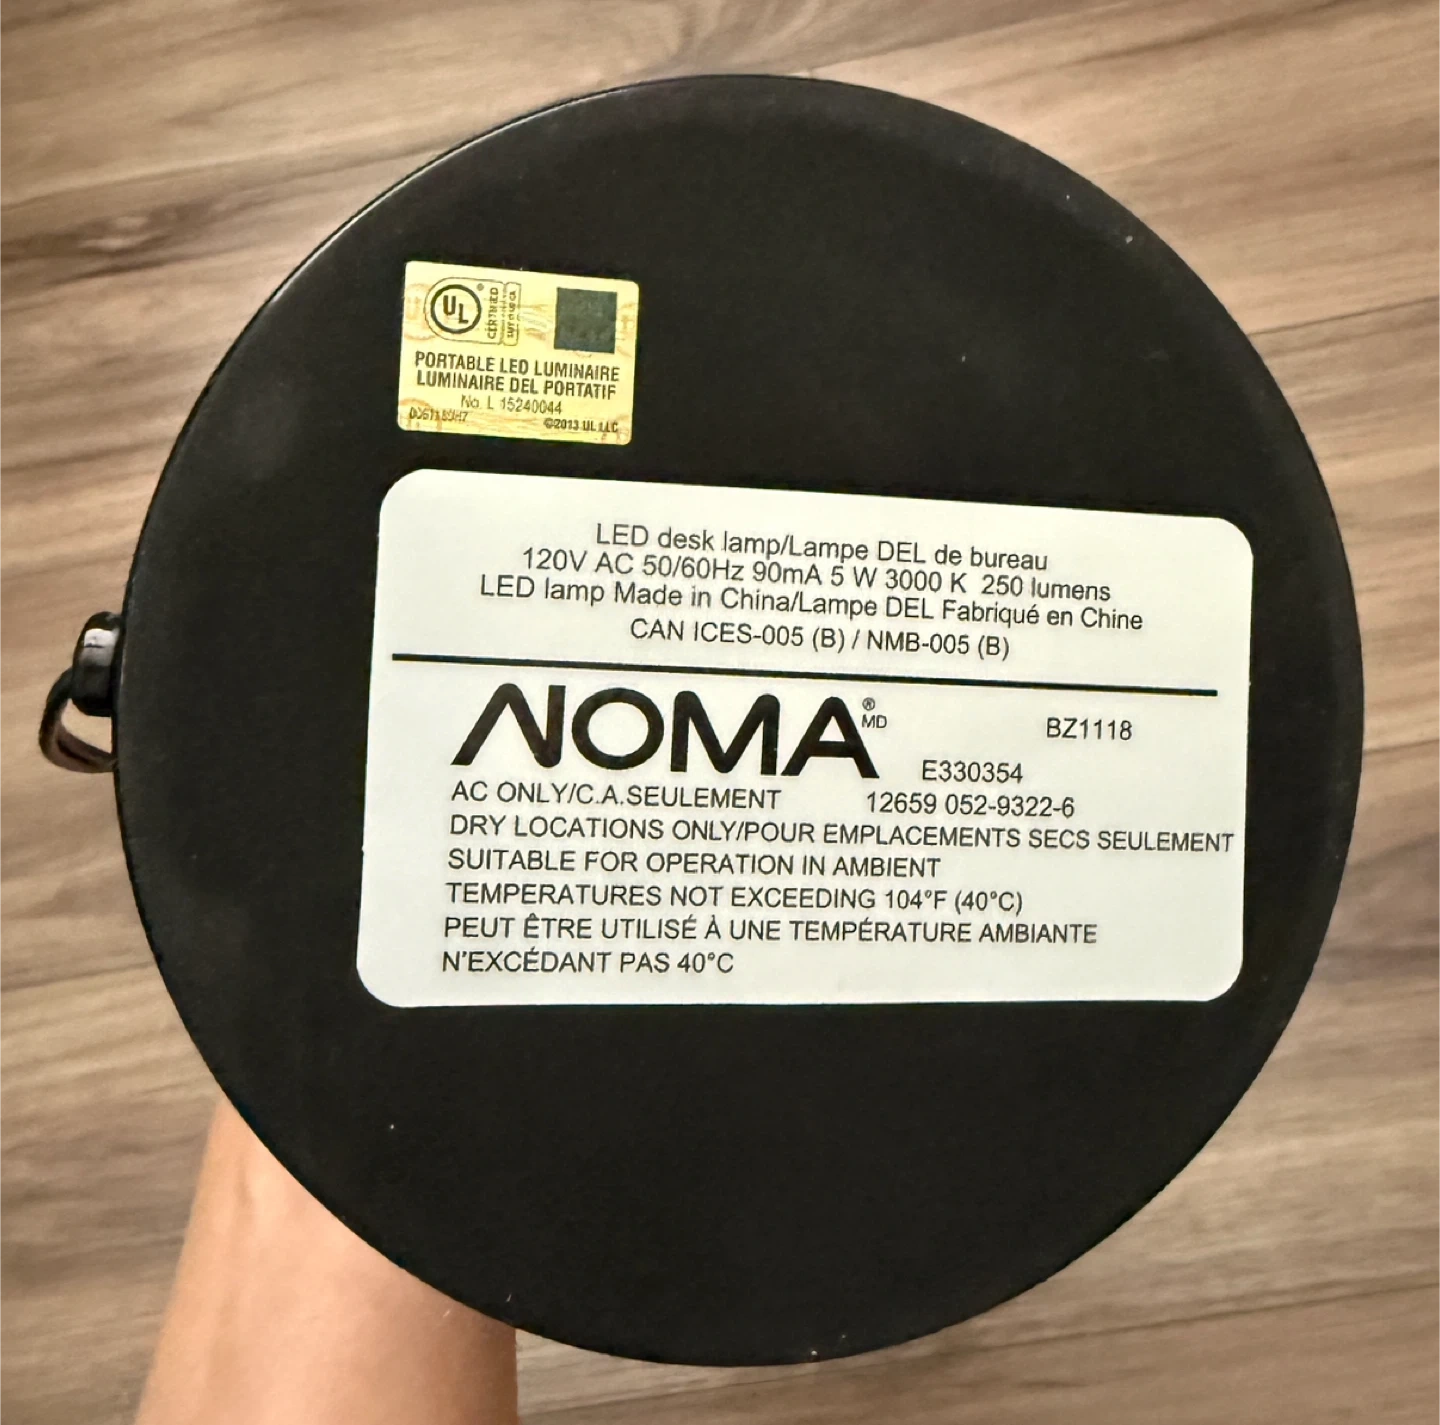 UL ®
CERTIFIED
PORTABLE LED LUMINAIRE
LUMINAIRE DEL PORTATIF
No. L 15240044
©2013 UL LLC
LED desk lamp/Lampe DEL de bureau
120V AC 50/60Hz 90mA 5 W 3000 K 250 lumens
LED lamp Made in China/Lampe DEL Fabriqué en Chine
CAN ICES-005 (B) / NMB-005 (B)
NOMA ® MD BZ1118
E330354
AC ONLY/C.A.SEULEMENT 12659 052-9322-6
DRY LOCATIONS ONLY/POUR EMPLACEMENTS SECS SEULEMENT
SUITABLE FOR OPERATION IN AMBIENT
TEMPERATURES NOT EXCEEDING 104°F (40°C)
PEUT ÊTRE UTILISÉ À UNE TEMPÉRATURE AMBIANTE
N'EXCÉDANT PAS 40°C